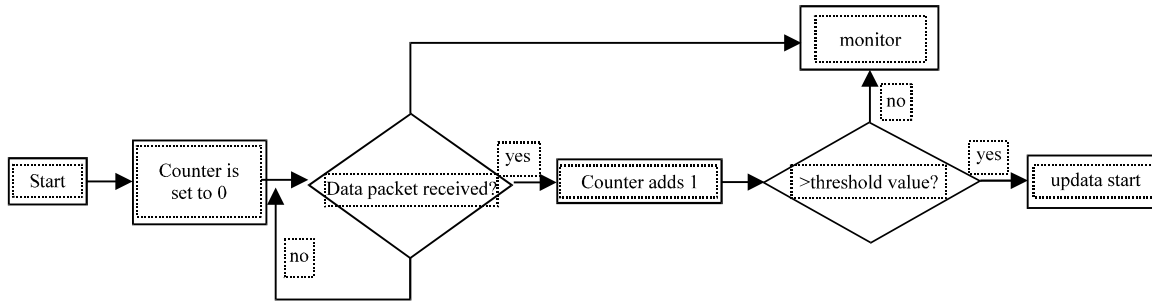 monitor
no
Start
Counter is
set to 0
Data packet received?
yes
Counter adds 1
>threshold value?
yes
updata start
no